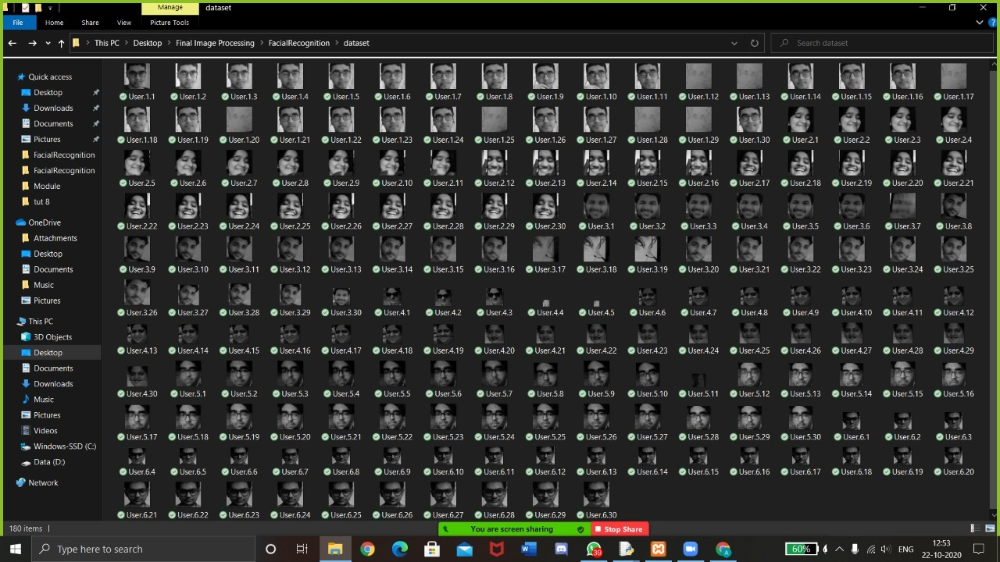 Manage
dataset
File
Home
Share
View
Picture Tools
This PC
Desktop
Final Image Processing
FacialRecognition
dataset
Search dataset
Quick access
Desktop
Downloads
Documents
Pictures
FacialRecognition
FacialRecognition
Module
tut 8
OneDrive
Attachments
Desktop
Documents
Music
Pictures
This PC
3D Objects
Desktop
Documents
Downloads
Music
Pictures
Videos
Windows-SSD (C:)
Data (D:)
Network
User.1.1 User.1.2 User.1.3 User.1.4 User.1.5 User.1.6 User.1.7 User.1.8 User.1.9 User.1.10 User.1.11 User.1.12 User.1.13 User.1.14 User.1.15 User.1.16 User.1.17
User.1.18 User.1.19 User.1.20 User.1.21 User.1.22 User.1.23 User.1.24 User.1.25 User.1.26 User.1.27 User.1.28 User.1.29 User.1.30 User.2.1 User.2.2 User.2.3 User.2.4
User.2.5 User.2.6 User.2.7 User.2.8 User.2.9 User.2.10 User.2.11 User.2.12 User.2.13 User.2.14 User.2.15 User.2.16 User.2.17 User.2.18 User.2.19 User.2.20 User.2.21
User.2.22 User.2.23 User.2.24 User.2.25 User.2.26 User.2.27 User.2.28 User.2.29 User.2.30 User.3.1 User.3.2 User.3.3 User.3.4 User.3.5 User.3.6 User.3.7 User.3.8
User.3.9 User.3.10 User.3.11 User.3.12 User.3.13 User.3.14 User.3.15 User.3.16 User.3.17 User.3.18 User.3.19 User.3.20 User.3.21 User.3.22 User.3.23 User.3.24 User.3.25
User.3.26 User.3.27 User.3.28 User.3.29 User.3.30 User.4.1 User.4.2 User.4.3 User.4.4 User.4.5 User.4.6 User.4.7 User.4.8 User.4.9 User.4.10 User.4.11 User.4.12
User.4.13 User.4.14 User.4.15 User.4.16 User.4.17 User.4.18 User.4.19 User.4.20 User.4.21 User.4.22 User.4.23 User.4.24 User.4.25 User.4.26 User.4.27 User.4.28 User.4.29
User.4.30 User.5.1 User.5.2 User.5.3 User.5.4 User.5.5 User.5.6 User.5.7 User.5.8 User.5.9 User.5.10 User.5.11 User.5.12 User.5.13 User.5.14 User.5.15 User.5.16
User.5.17 User.5.18 User.5.19 User.5.20 User.5.21 User.5.22 User.5.23 User.5.24 User.5.25 User.5.26 User.5.27 User.5.28 User.5.29 User.5.30 User.6.1 User.6.2 User.6.3
User.6.4 User.6.5 User.6.6 User.6.7 User.6.8 User.6.9 User.6.10 User.6.11 User.6.12 User.6.13 User.6.14 User.6.15 User.6.16 User.6.17 User.6.18 User.6.19 User.6.20
User.6.21 User.6.22 User.6.23 User.6.24 User.6.25 User.6.26 User.6.27 User.6.28 User.6.29 User.6.30
180 items
You are screen sharing
Stop Share
Type here to search
39
60%
ENG
12:53
22-10-2020